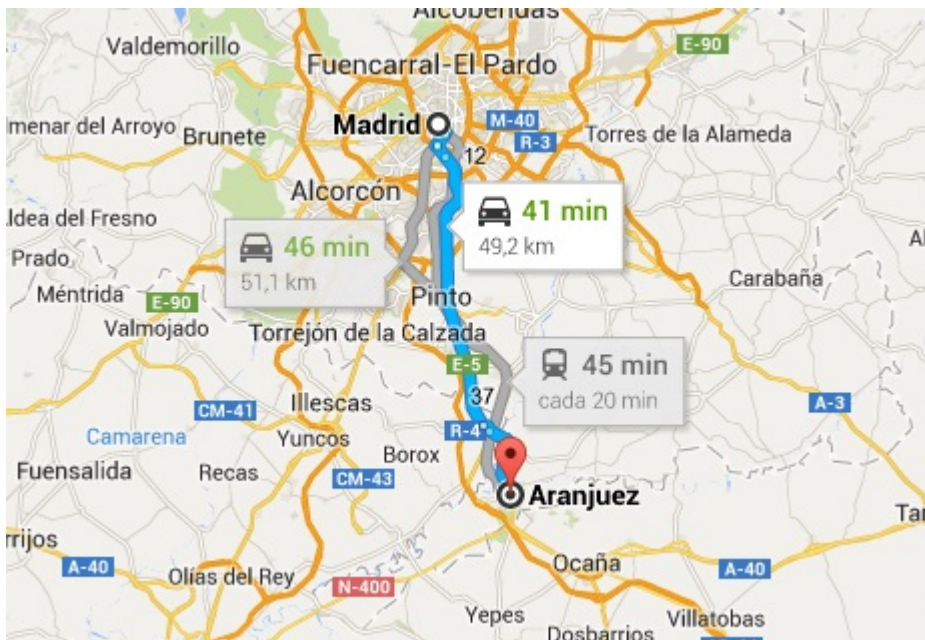 Alcobendas
Valdemorillo
E-90
Fuencarral-El Pardo
menar del Arroyo
Brunete
Madrid
M-40
R-3
Torres de la Alameda
12
Alcorcón
41 min
49,2 km
ldea del Fresno
46 min
51,1 km
Prado
Méntrida
E-90
Valmojado
Pinto
Carabaña
Torrejón de la Calzada
E-5
45 min
cada 20 min
37
CM-41
Illescas
A-3
Camarena
Yuncos
R-4
Borox
Fuensalida
Recas
CM-43
Aranjuez
rrijos
A-40
Olías del Rey
N-400
Ocaña
A-40
Yepes
Villatobas
Dosbarrios